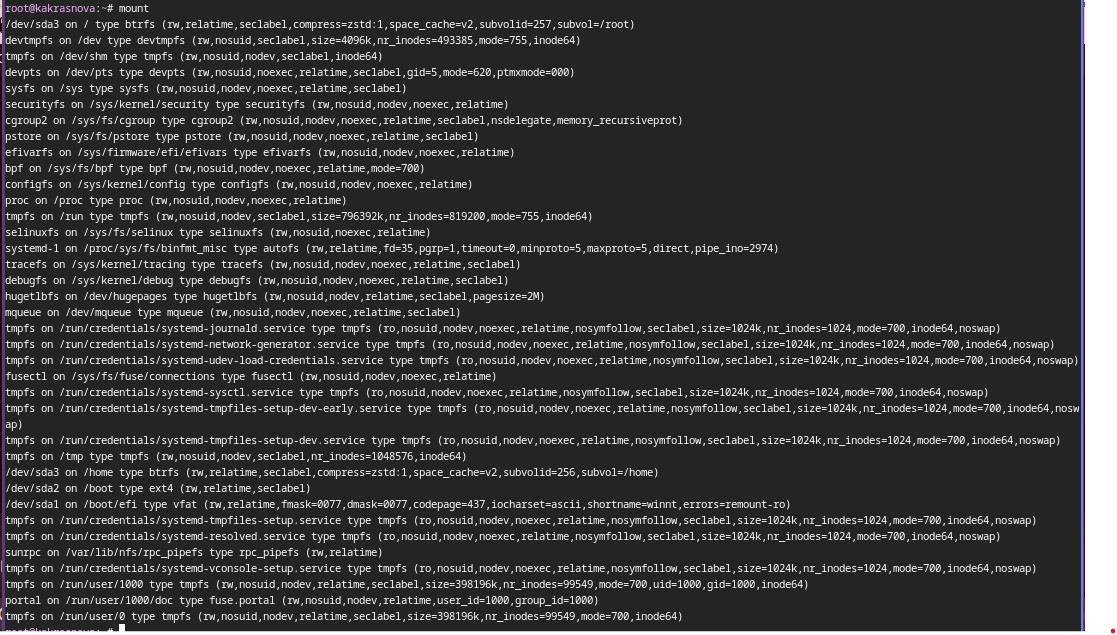 root@kakrasnova:~# mount
/dev/sda3 on / type btrfs (rw,relatime,seclabel,compress=zstd:1,space_cache=v2,subvolid=257,subvol=/root)
devtmpfs on /dev type devtmpfs (rw,nosuid,seclabel,size=4096k,nr_inodes=493385,mode=755,inode64)
tmpfs on /dev/shm type tmpfs (rw,nosuid,nodev,seclabel,inode64)
devpts on /dev/pts type devpts (rw,nosuid,noexec,relatime,seclabel,gid=5,mode=620,ptmxmode=000)
sysfs on /sys type sysfs (rw,nosuid,nodev,noexec,relatime,seclabel)
securityfs on /sys/kernel/security type securityfs (rw,nosuid,nodev,noexec,relatime)
cgroup2 on /sys/fs/cgroup type cgroup2 (rw,nosuid,nodev,noexec,relatime,seclabel,nsdelegate,memory_recursiveprot)
pstore on /sys/fs/pstore type pstore (rw,nosuid,nodev,noexec,relatime,seclabel)
efivarfs on /sys/firmware/efi/efivars type efivarfs (rw,nosuid,nodev,noexec,relatime)
bpf on /sys/fs/bpf type bpf (rw,nosuid,nodev,noexec,relatime,mode=700)
configfs on /sys/kernel/config type configfs (rw,nosuid,nodev,noexec,relatime)
proc on /proc type proc (rw,nosuid,nodev,noexec,relatime)
tmpfs on /run type tmpfs (rw,nosuid,nodev,seclabel,size=796392k,nr_inodes=819200,mode=755,inode64)
selinuxfs on /sys/fs/selinux type selinuxfs (rw,nosuid,noexec,relatime)
systemd-1 on /proc/sys/fs/binfmt_misc type autofs (rw,relatime,fd=35,pgrp=1,timeout=0,minproto=5,maxproto=5,direct,pipe_ino=2974)
tracefs on /sys/kernel/tracing type tracefs (rw,nosuid,nodev,noexec,relatime,seclabel)
debugfs on /sys/kernel/debug type debugfs (rw,nosuid,nodev,noexec,relatime,seclabel)
hugetlbfs on /dev/hugepages type hugetlbfs (rw,nosuid,nodev,relatime,seclabel,pagesize=2M)
mqueue on /dev/mqueue type mqueue (rw,nosuid,nodev,noexec,relatime,seclabel)
tmpfs on /run/credentials/systemd-journald.service type tmpfs (ro,nosuid,nodev,noexec,relatime,nosymfollow,seclabel,size=1024k,nr_inodes=1024,mode=700,inode64,noswap)
tmpfs on /run/credentials/systemd-network-generator.service type tmpfs (ro,nosuid,nodev,noexec,relatime,nosymfollow,seclabel,size=1024k,nr_inodes=1024,mode=700,inode64,noswap)
tmpfs on /run/credentials/systemd-udev-load-credentials.service type tmpfs (ro,nosuid,nodev,noexec,relatime,nosymfollow,seclabel,size=1024k,nr_inodes=1024,mode=700,inode64,noswap)
fusectl on /sys/fs/fuse/connections type fusectl (rw,nosuid,nodev,noexec,relatime)
tmpfs on /run/credentials/systemd-sysctl.service type tmpfs (ro,nosuid,nodev,noexec,relatime,nosymfollow,seclabel,size=1024k,nr_inodes=1024,mode=700,inode64,noswap)
tmpfs on /run/credentials/systemd-tmpfiles-setup-dev-early.service type tmpfs (ro,nosuid,nodev,noexec,relatime,nosymfollow,seclabel,size=1024k,nr_inodes=1024,mode=700,inode64,nosw
ap)
tmpfs on /run/credentials/systemd-tmpfiles-setup-dev.service type tmpfs (ro,nosuid,nodev,noexec,relatime,nosymfollow,seclabel,size=1024k,nr_inodes=1024,mode=700,inode64,noswap)
tmpfs on /tmp type tmpfs (rw,nosuid,nodev,seclabel,nr_inodes=1048576,inode64)
/dev/sda3 on /home type btrfs (rw,relatime,seclabel,compress=zstd:1,space_cache=v2,subvolid=256,subvol=/home)
/dev/sda2 on /boot type ext4 (rw,relatime,seclabel)
/dev/sda1 on /boot/efi type vfat (rw,relatime,fmask=0077,dmask=0077,codepage=437,iocharset=ascii,shortname=winnt,errors=remount-ro)
tmpfs on /run/credentials/systemd-tmpfiles-setup.service type tmpfs (ro,nosuid,nodev,noexec,relatime,nosymfollow,seclabel,size=1024k,nr_inodes=1024,mode=700,inode64,noswap)
tmpfs on /run/credentials/systemd-resolved.service type tmpfs (ro,nosuid,nodev,noexec,relatime,nosymfollow,seclabel,size=1024k,nr_inodes=1024,mode=700,inode64,noswap)
sunrpc on /var/lib/nfs/rpc_pipefs type rpc_pipefs (rw,relatime)
tmpfs on /run/credentials/systemd-vconsole-setup.service type tmpfs (ro,nosuid,nodev,noexec,relatime,nosymfollow,seclabel,size=1024k,nr_inodes=1024,mode=700,inode64,noswap)
tmpfs on /run/user/1000 type tmpfs (rw,nosuid,nodev,relatime,seclabel,size=398196k,nr_inodes=99549,mode=700,uid=1000,gid=1000,inode64)
portal on /run/user/1000/doc type fuse.portal (rw,nosuid,nodev,relatime,user_id=1000,group_id=1000)
tmpfs on /run/user/0 type tmpfs (rw,nosuid,nodev,relatime,seclabel,size=398196k,nr_inodes=99549,mode=700,inode64)
root@kakrasnova:~#